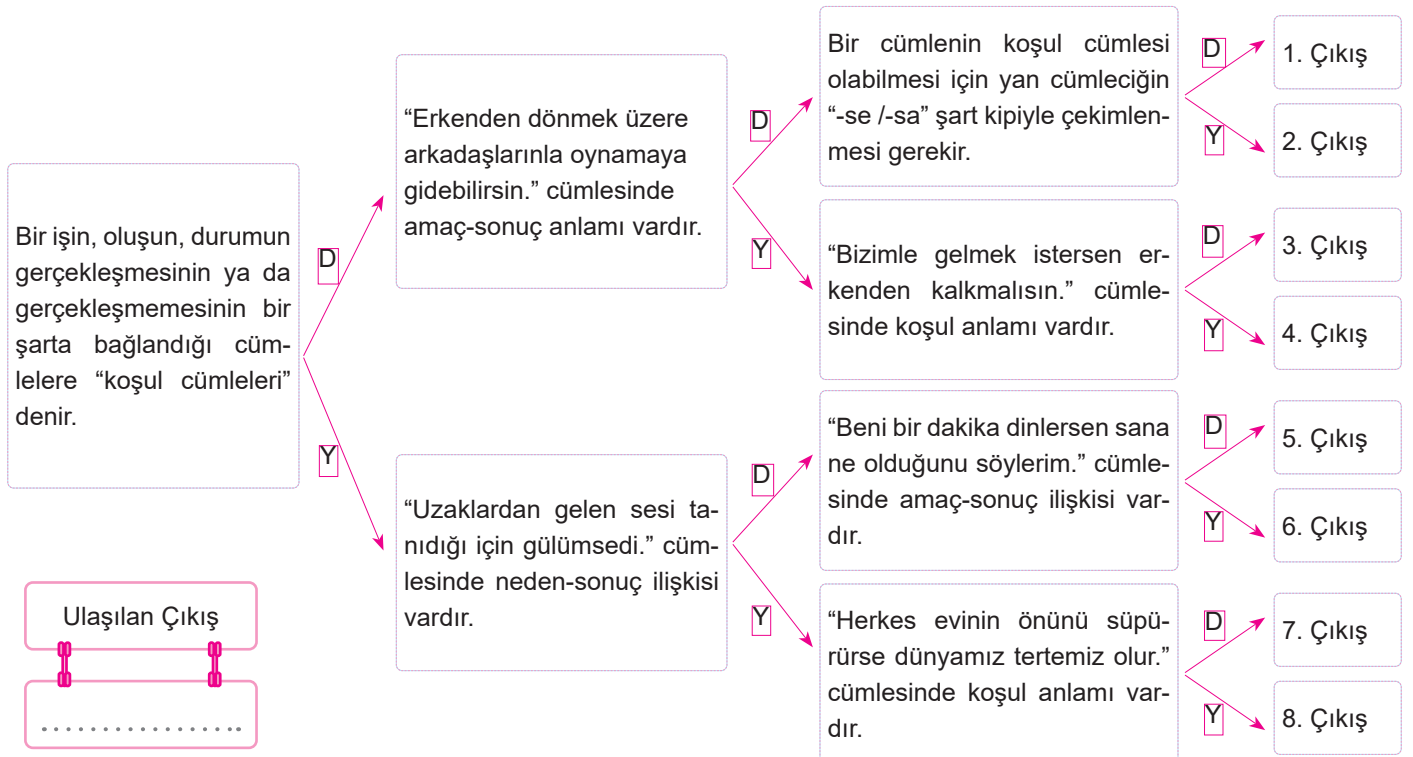 Bir işin, oluşun, durumun
gerçekleşmesinin ya da
gerçekleşmemesinin bir
şarta bağlandığı cüm-
lelere “koşul cümleleri”
denir.
D
Y
“Erkenden dönmek üzere
arkadaşlarınla oynamaya
gidebilirsin.” cümlesinde
amaç-sonuç anlamı vardır.
D
Y
“Uzaklardan gelen sesi ta-
nıdığı için gülümsedi.” cüm-
lesinde neden-sonuç ilişkisi
vardır.
D
Y
Bir cümlenin koşul cümlesi
olabilmesi için yan cümleciğin
“-se /-sa” şart kipiyle çekimlen-
mesi gerekir.
D
Y
1. Çıkış
2. Çıkış
“Bizimle gelmek istersen er-
kenden kalkmalısın.” cümle-
sinde koşul anlamı vardır.
D
Y
3. Çıkış
4. Çıkış
“Beni bir dakika dinlersen sana
ne olduğunu söylerim.” cümle-
sinde amaç-sonuç ilişkisi var-
dır.
D
Y
5. Çıkış
6. Çıkış
“Herkes evinin önünü süpü-
rürse dünyamız tertemiz olur.”
cümlesinde koşul anlamı var-
dır.
D
Y
7. Çıkış
8. Çıkış
Ulaşılan Çıkış
...................